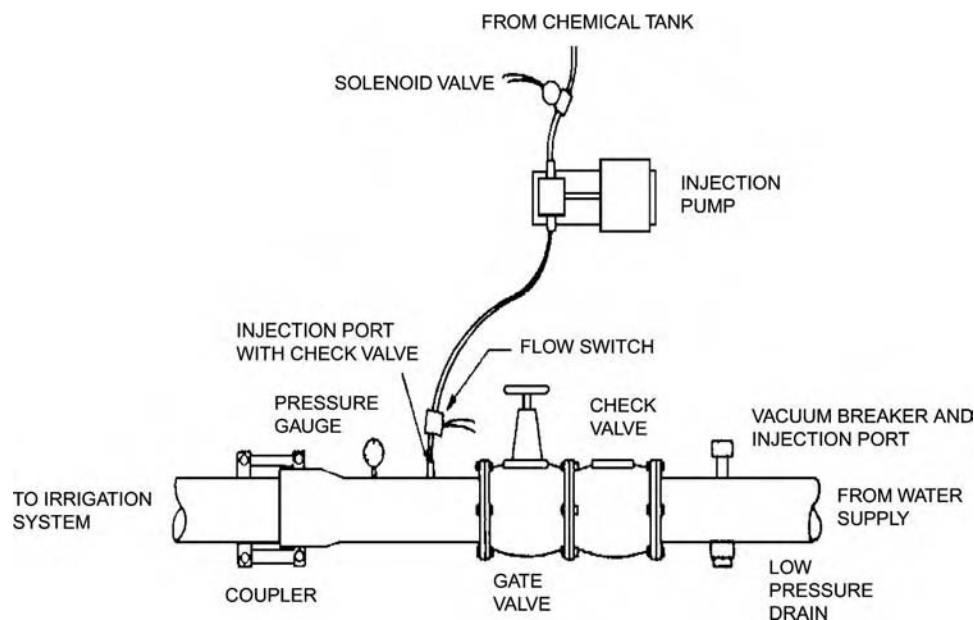 FROM CHEMICAL TANK
SOLENOID VALVE
INJECTION
PUMP
INJECTION PORT
WITH CHECK VALVE
FLOW SWITCH
PRESSURE
GAUGE
CHECK
VALVE
VACUUM BREAKER AND
INJECTION PORT
TO IRRIGATION
SYSTEM
FROM WATER
SUPPLY
COUPLER
GATE
VALVE
LOW
PRESSURE
DRAIN